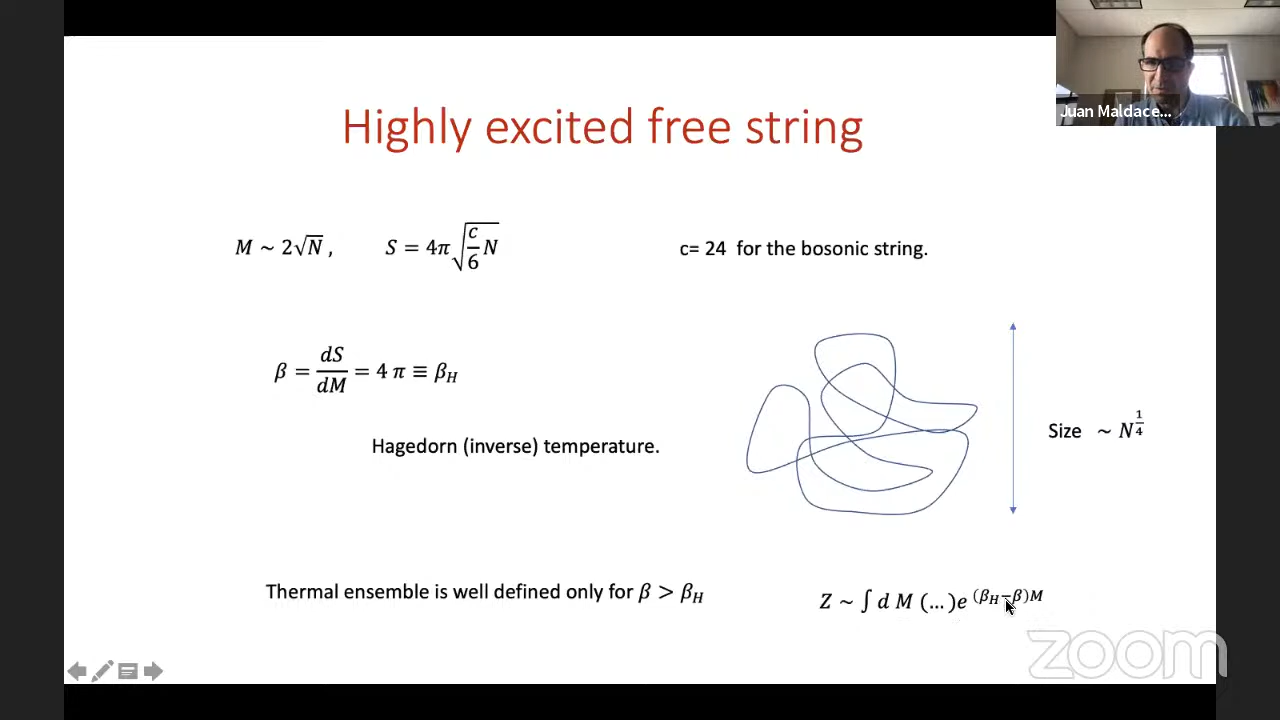 Juan Maldace...
Highly excited free string
M ~ 2√N , S = 4π√(c/6 N) c= 24 for the bosonic string.
β = dS/dM = 4 π ≡ β_H
Size ~ N^(1/4)
Hagedorn (inverse) temperature.
Thermal ensemble is well defined only for β > β_H
Z ~ ∫ d M (…)e^((β_H−β)M)
zoom